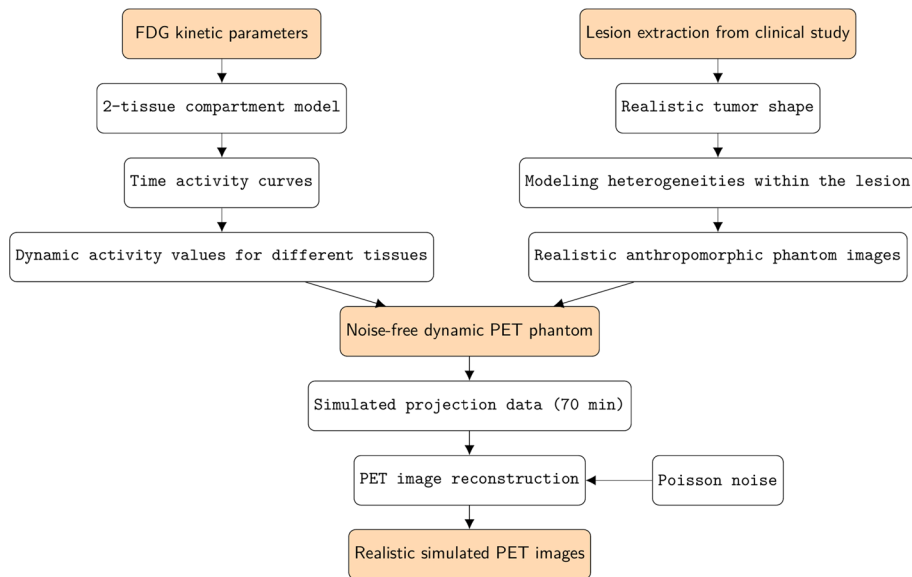 FDG kinetic parameters
Lesion extraction from clinical study
2-tissue compartment model
Realistic tumor shape
Time activity curves
Modeling heterogeneities within the lesion
Dynamic activity values for different tissues
Realistic anthropomorphic phantom images
Noise-free dynamic PET phantom
Simulated projection data (70 min)
PET image reconstruction
Poisson noise
Realistic simulated PET images